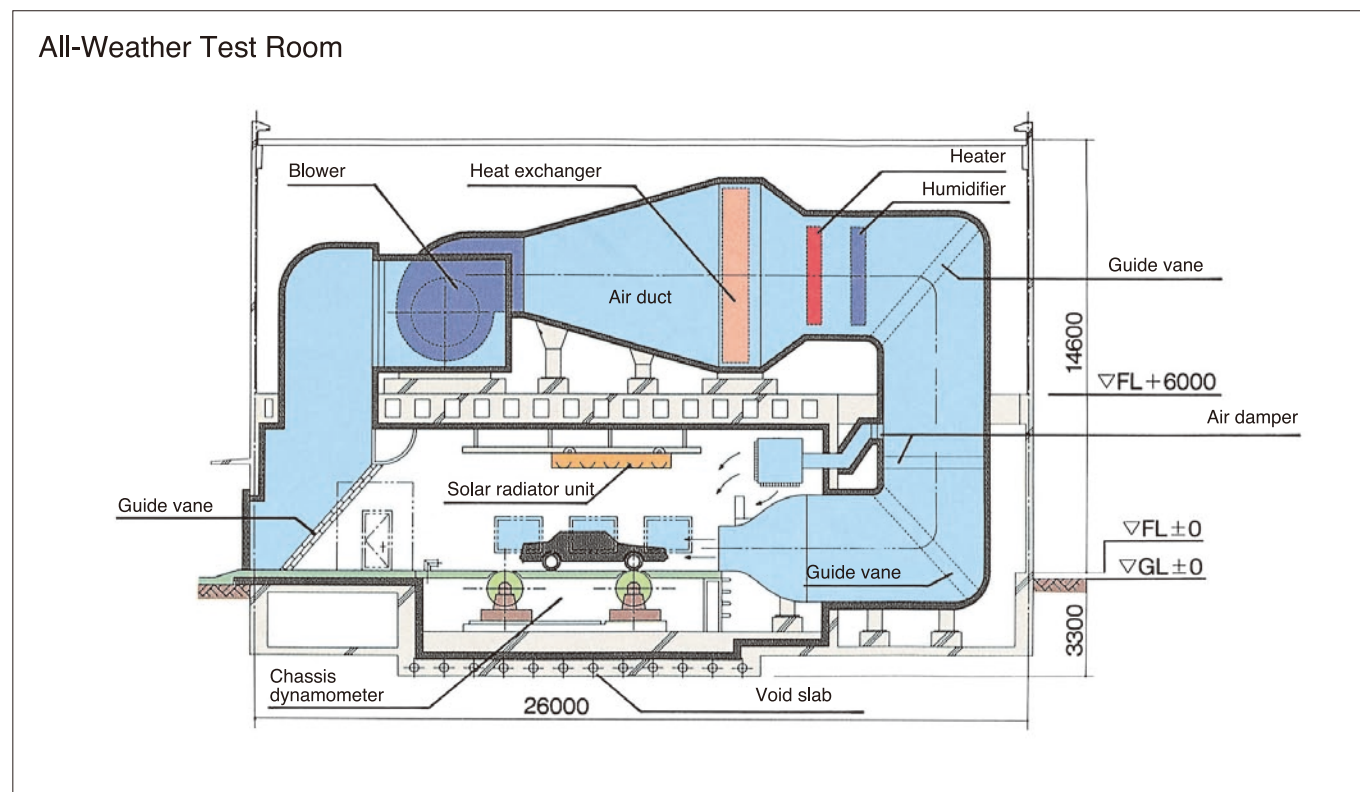 All-Weather Test Room
Heater
Blower
Heat exchanger
Humidifier
Guide vane
Air duct
14600
▽FL+6000
Air damper
Solar radiator unit
Guide vane
▽FL±0
Guide vane
▽GL±0
3300
Chassis
dynamometer
Void slab
26000